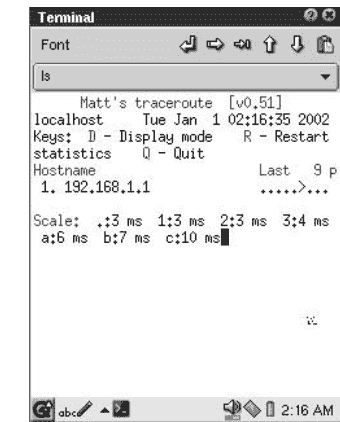 Terminal
Font
ls
Matt's traceroute [v0.51]
localhost Tue Jan 1 02:16:35 2002
Keys: D - Display mode R - Restart
statistics Q - Quit
Hostname Last 9 p
1. 192.168.1.1 .....>...
Scale: .:3 ms 1:3 ms 2:3 ms 3:4 ms
a:6 ms b:7 ms c:10 ms
abc 2:16 AM